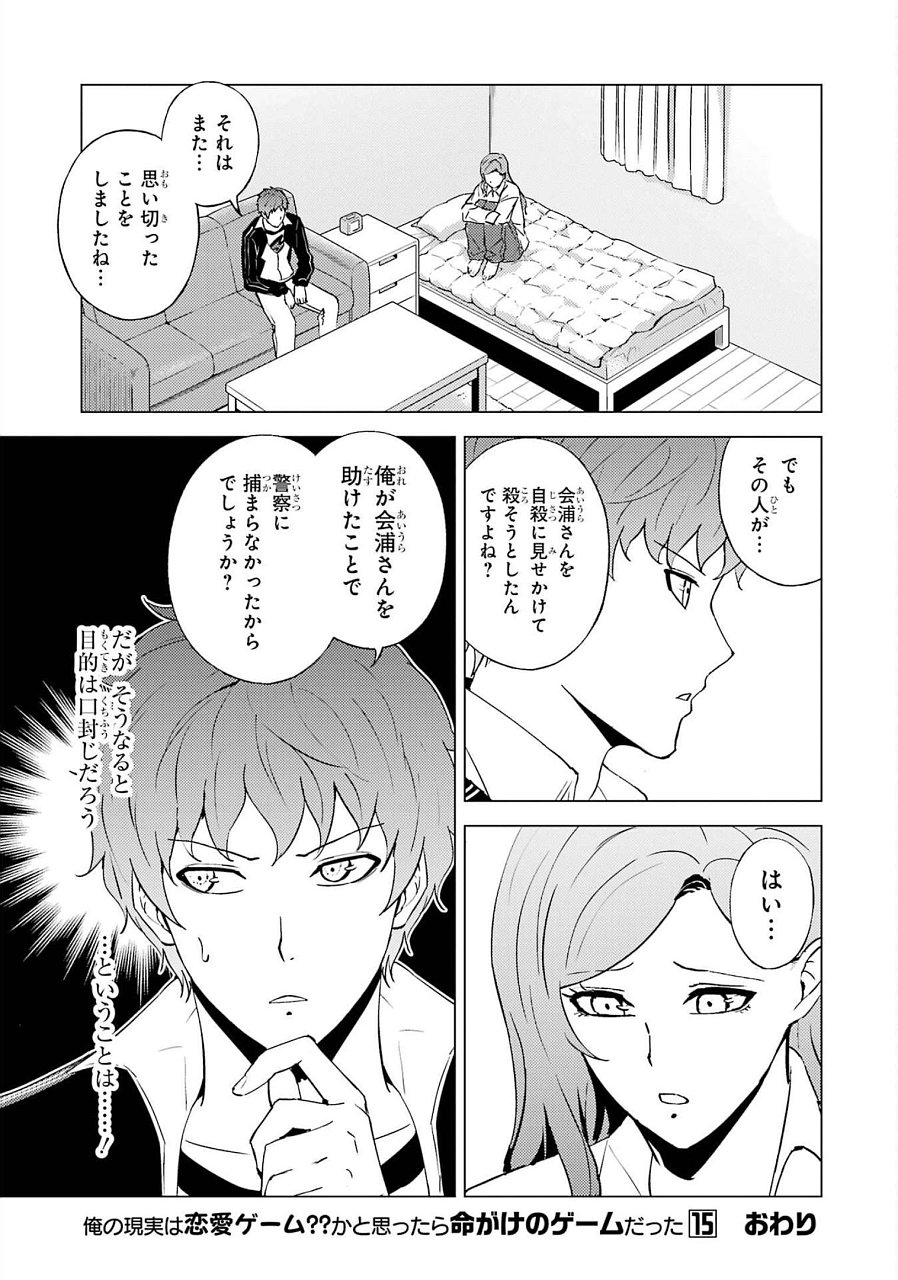 それは
また…
思い切った
ことを
しましたね…
でも
その人が…
会浦さんを
自殺に見せかけて
殺そうとしたん
ですよね？
はい…
俺が会浦さんを
助けたことで
警察に
捕まらなかったから
でしょうか？
だが そうなると
目的は口封じだろう
…ということは………！
俺の現実は恋愛ゲーム??かと思ったら命がけのゲームだった 15 おわり